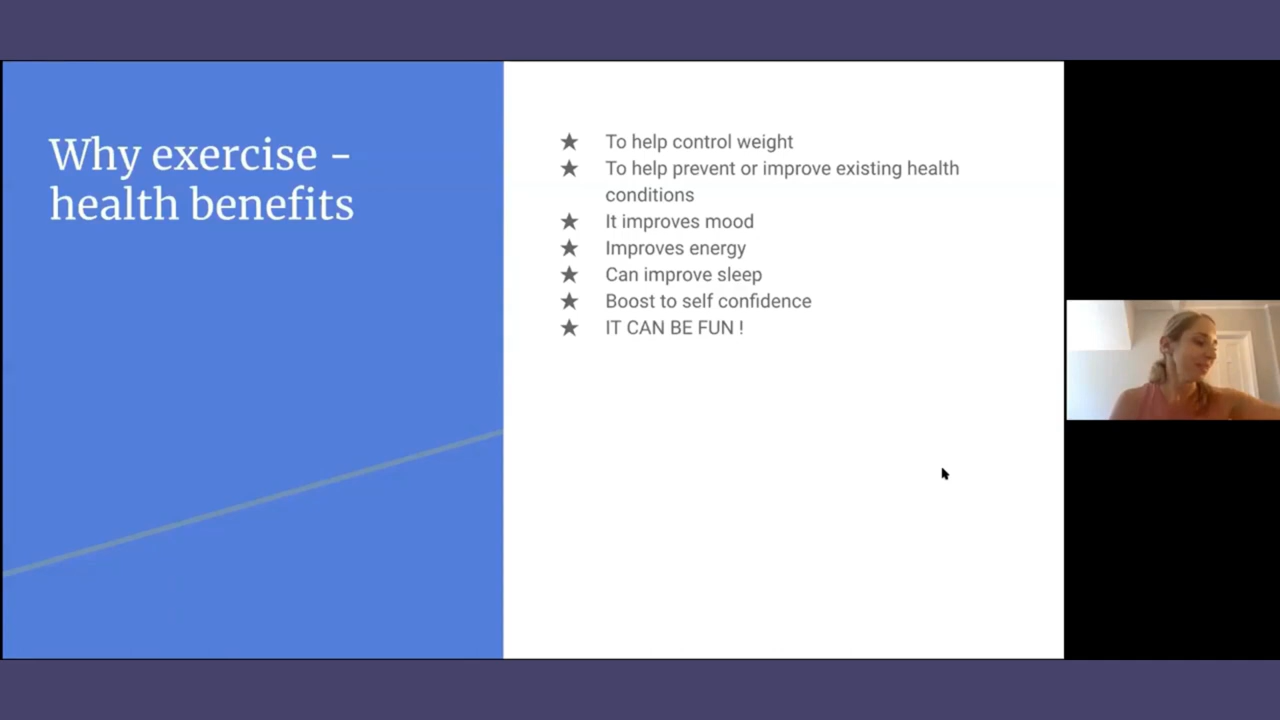 Why exercise -
health benefits
★ To help control weight
★ To help prevent or improve existing health
conditions
★ It improves mood
★ Improves energy
★ Can improve sleep
★ Boost to self confidence
★ IT CAN BE FUN !